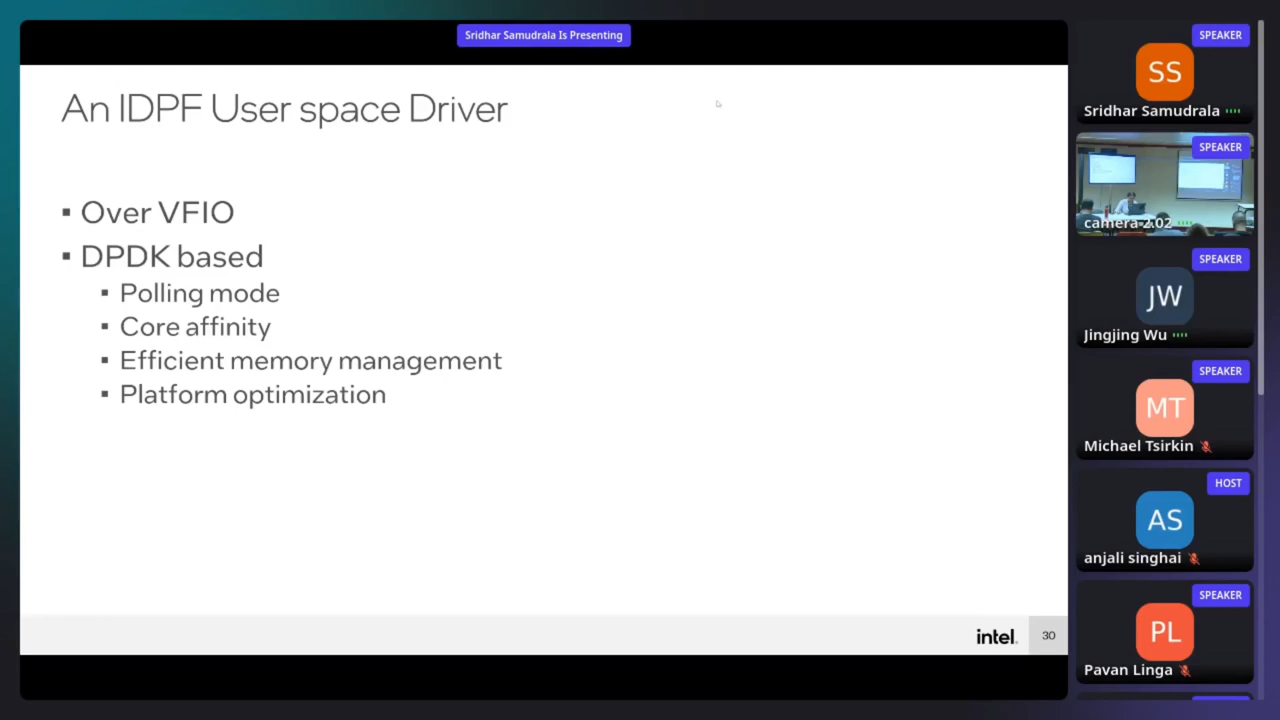 Sridhar Samudrala Is Presenting
An IDPF User space Driver
▪ Over VFIO
▪ DPDK based
▪ Polling mode
▪ Core affinity
▪ Efficient memory management
▪ Platform optimization
intel.
30
SPEAKER
SS
Sridhar Samudrala
SPEAKER
camera-2.02
SPEAKER
JW
Jingjing Wu
SPEAKER
MT
Michael Tsirkin
HOST
AS
anjali singhai
SPEAKER
PL
Pavan Linga